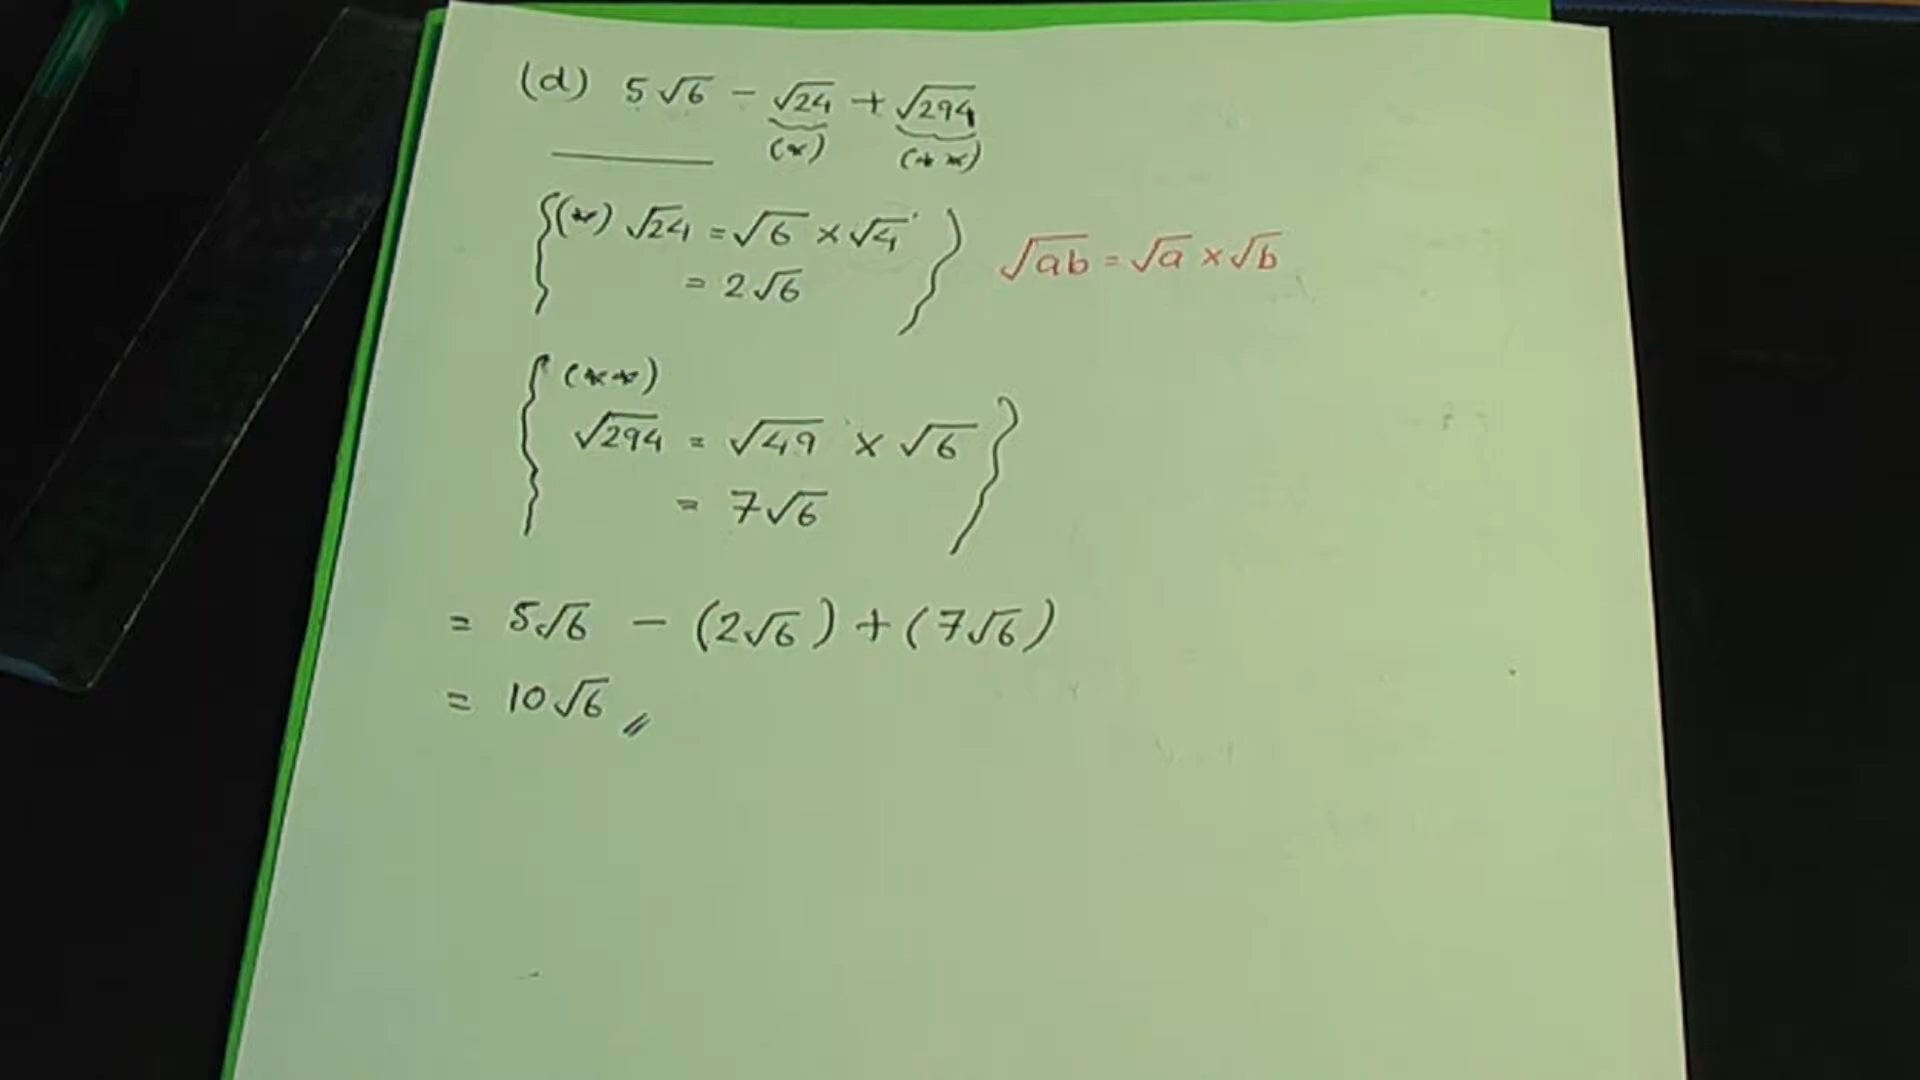 (d) 5√6 − √24 + √294
(*) (**)
(*) √24 = √6 × √4
= 2√6
√ab = √a × √b
(**)
√294 = √49 × √6
= 7√6
= 5√6 − (2√6) + (7√6)
= 10√6 //